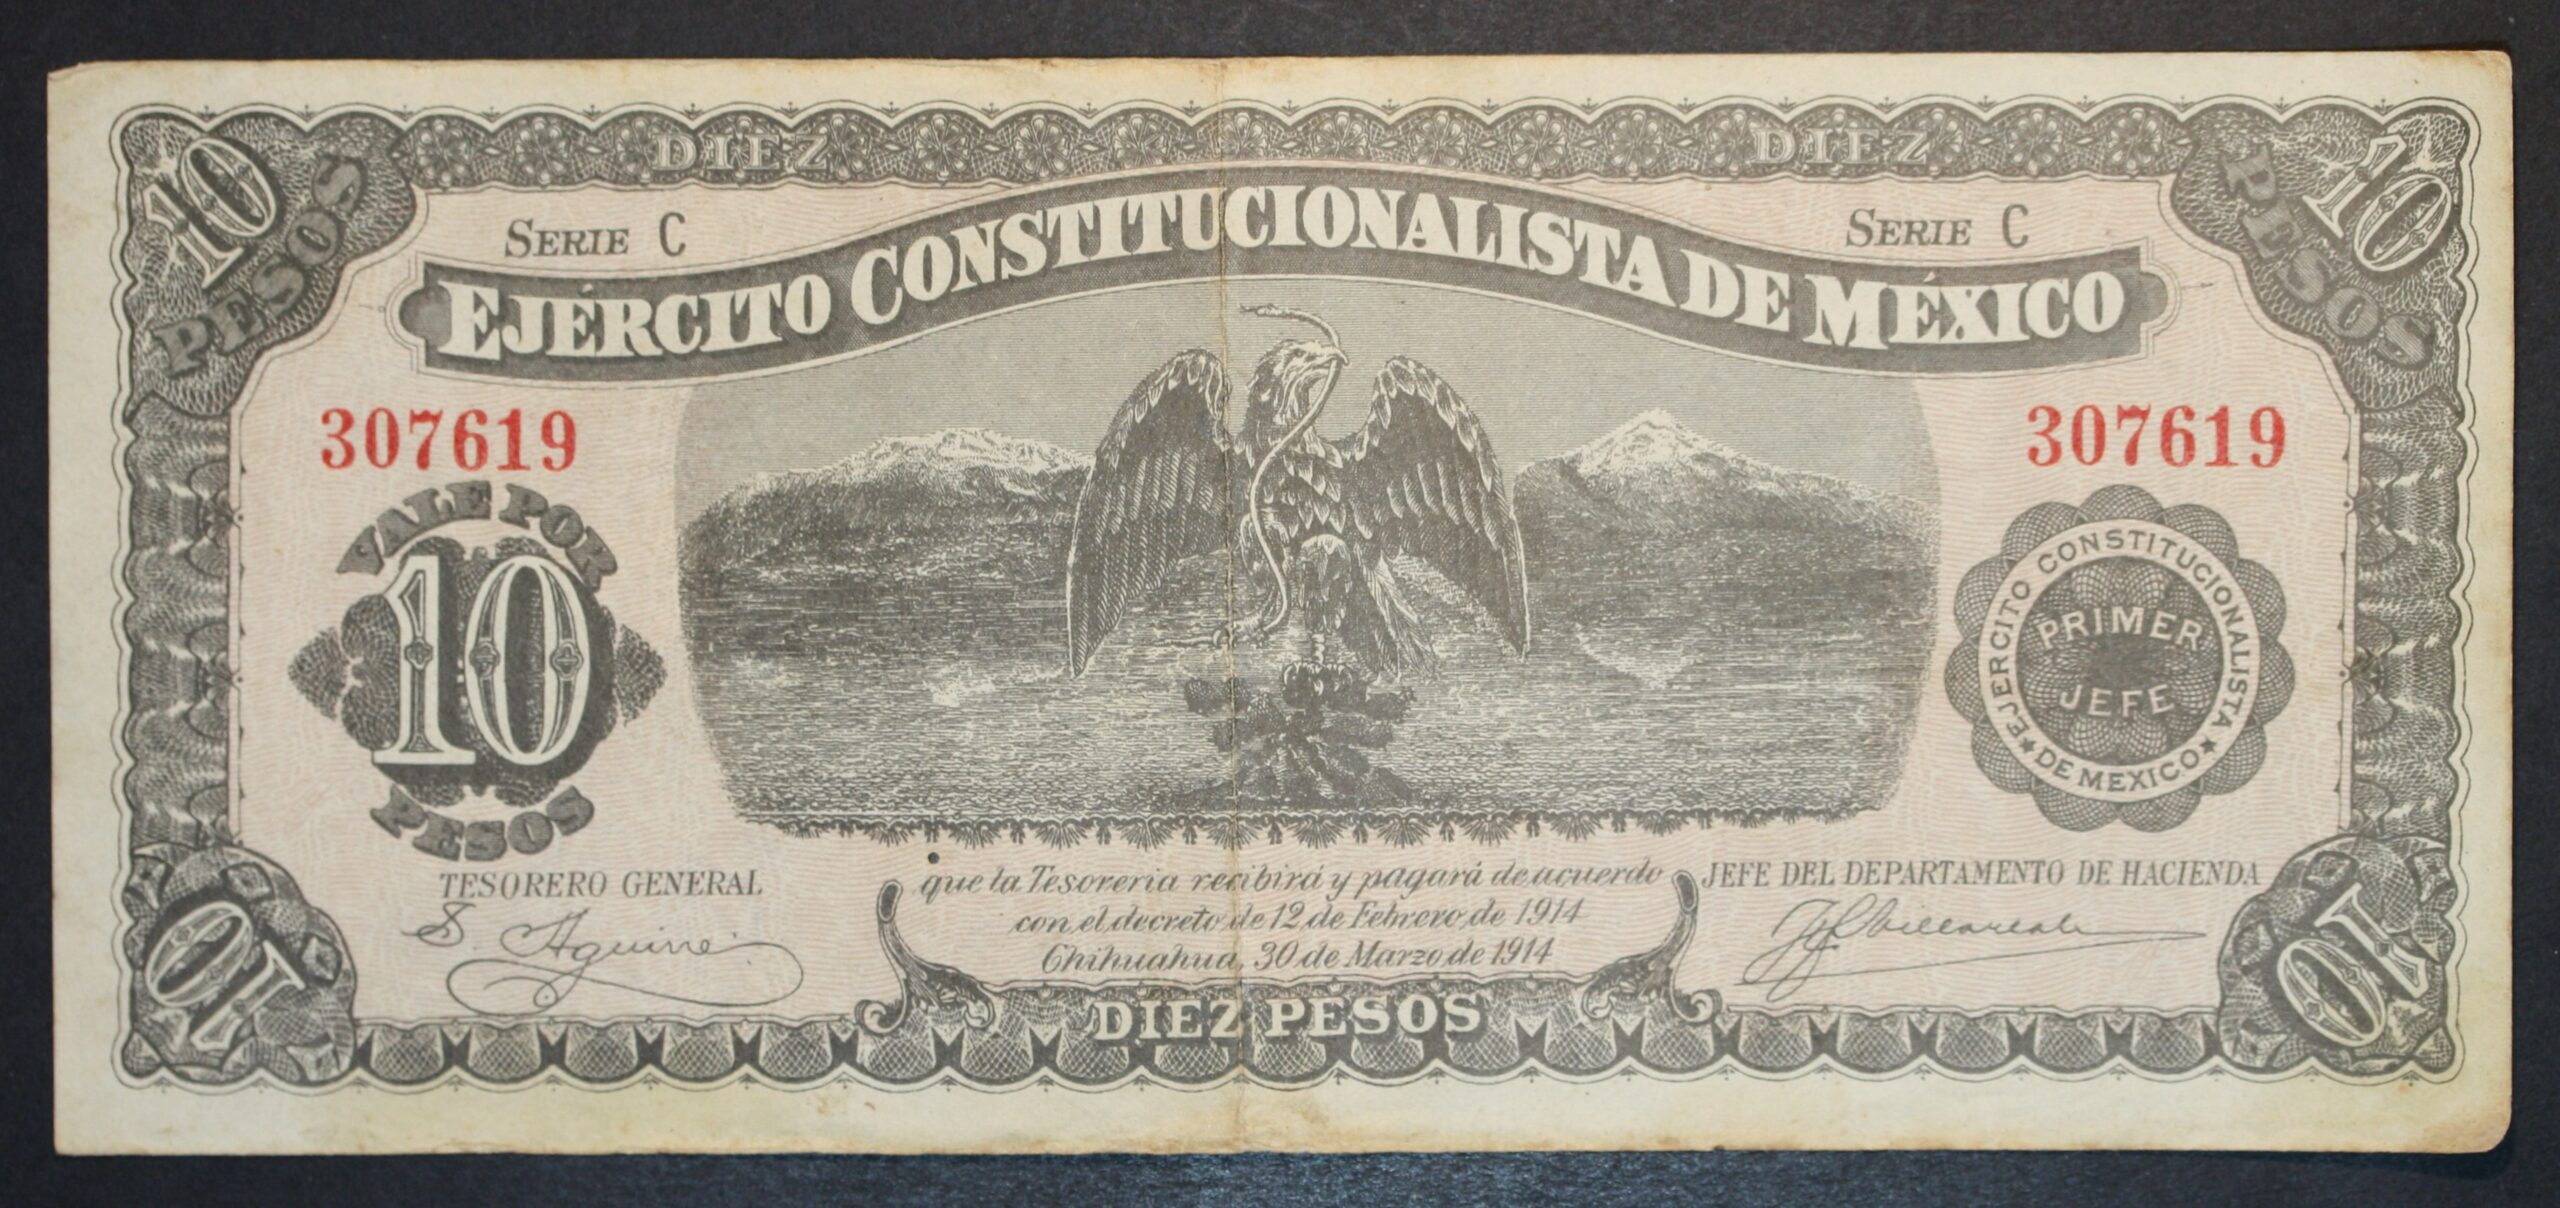 DIEZ DIEZ
10 PESOS
10 PESOS
SERIE C SERIE C
EJÉRCITO CONSTITUCIONALISTA DE MÉXICO
307619 307619
VALE POR
10
PESOS
EJERCITO CONSTITUCIONALISTA
★ DE MEXICO ★
PRIMER
JEFE
TESORERO GENERAL
S. Aguirre
que la Tesoreria recibirá y pagará de acuerdo
con el decreto de 12 de Febrero de 1914
Chihuahua, 30 de Marzo de 1914
JEFE DEL DEPARTAMENTO DE HACIENDA
10 10
DIEZ PESOS